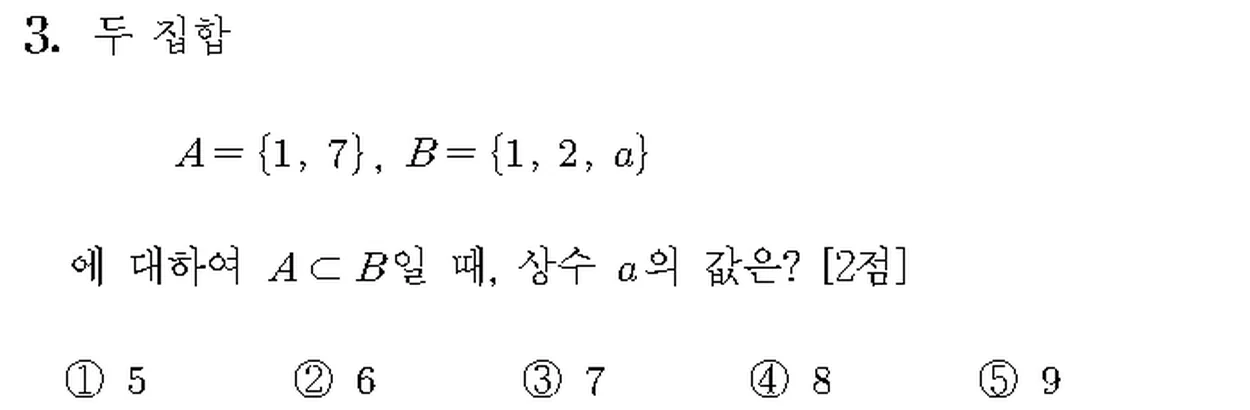 3. 두 집합
A = {1, 7}, B = {1, 2, a}
에 대하여 A ⊂ B일 때, 상수 a의 값은? [2점]
① 5 ② 6 ③ 7 ④ 8 ⑤ 9